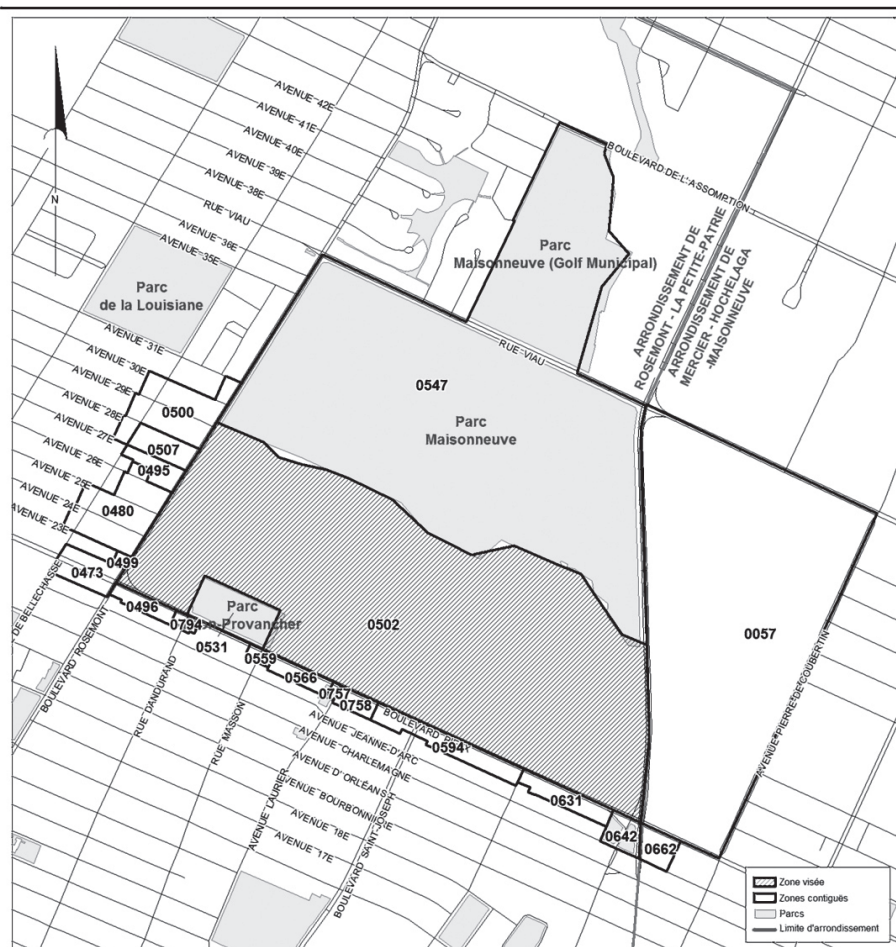 AVENUE 42E
AVENUE 41E
AVENUE 40E
AVENUE 39E
AVENUE 38E
RUE VIAU
AVENUE 36E
AVENUE 35E
N
BOULEVARD DE L'ASSOMPTION
Parc
Maisonneuve (Golf Municipal)
ARRONDISSEMENT DE
ROSEMONT - LA PETITE-PATRIE
ARRONDISSEMENT DE
MERCIER - HOCHELAGA
-MAISONNEUVE
Parc
de la Louisiane
RUE VIAU
AVENUE 31E
AVENUE 30E
AVENUE 29E
AVENUE 28E
AVENUE 27E
AVENUE 26E
AVENUE 25E
AVENUE 24E
AVENUE 23E
0547
Parc
Maisonneuve
0500
0507
0495
0480
0499
0473
0496
0794
0531
Parc
n-Provancher
0502
0057
0559
0566
0757
0758
0594
0631
0642
0662
DE BELLECHASSE
BOULEVARD ROSEMONT
RUE DANDURAND
RUE MASSON
AVENUE LAURIER
BOULEVARD SAINT-JOSEPH
BOULEVARD PI
AVENUE PIERRE-DE COUBERTIN
AVENUE JEANNE-D'ARC
AVENUE CHARLEMAGNE
AVENUE D'ORLÉANS
AVENUE BOURBONNIÈRE
AVENUE 18E
AVENUE 17E
Zone visée
Zones contiguës
Parcs
Limite d'arrondissement